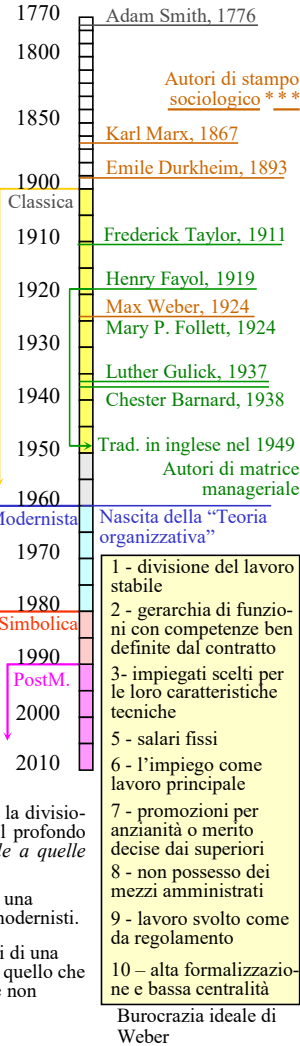 1770
Adam Smith, 1776
1800
Autori di stampo
sociologico * * *
1850
Karl Marx, 1867
Emile Durkheim, 1893
1900
Classica
1910
Frederick Taylor, 1911
Henry Fayol, 1919
1920
Max Weber, 1924
Mary P. Follett, 1924
1930
Luther Gulick, 1937
1940
Chester Barnard, 1938
1950
Trad. in inglese nel 1949
Autori di matrice
manageriale
1960
Modernista
Nascita della “Teoria
organizzativa”
1970
1980
Simbolica
1990
PostM.
2000
2010
1 - divisione del lavoro
stabile
2 - gerarchia di funzio-
ni con competenze ben
definite dal contratto
3- impiegati scelti per
le loro caratteristiche
tecniche
5 - salari fissi
6 - l’impiego come
lavoro principale
7 - promozioni per
anzianità o merito
decise dai superiori
8 - non possesso dei
mezzi amministrati
9 - lavoro svolto come
da regolamento
10 – alta formalizzazio-
ne e bassa centralità
Burocrazia ideale di
Weber
la divisio-
l profondo
le a quelle
una
modernisti.
i di una
quello che
e non